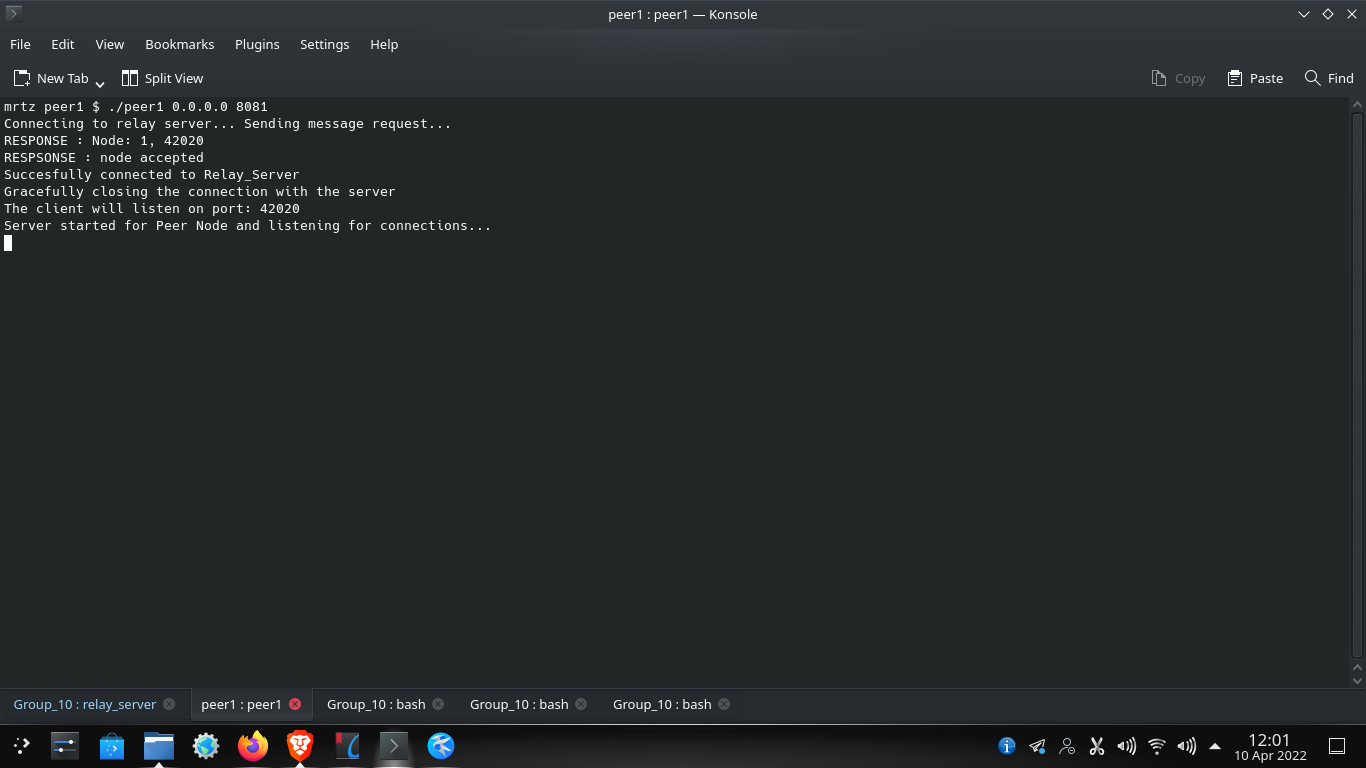 peer1 : peer1 — Konsole
File Edit View Bookmarks Plugins Settings Help
New Tab Split View Copy Paste Find
mrtz peer1 $ ./peer1 0.0.0.0 8081
Connecting to relay server... Sending message request...
RESPONSE : Node: 1, 42020
RESPSONSE : node accepted
Succesfully connected to Relay_Server
Gracefully closing the connection with the server
The client will listen on port: 42020
Server started for Peer Node and listening for connections...
Group_10 : relay_server peer1 : peer1 Group_10 : bash Group_10 : bash Group_10 : bash
12:01
10 Apr 2022